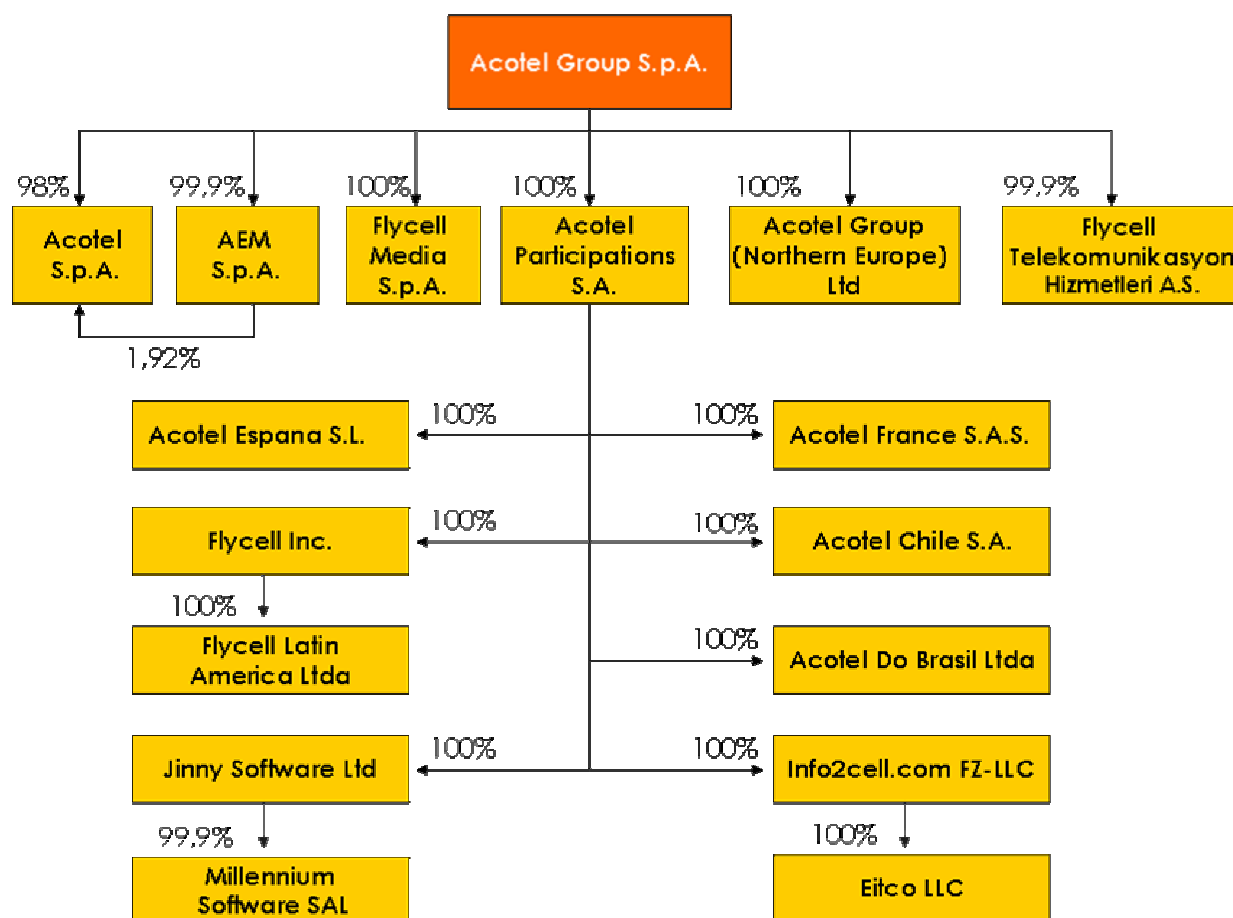 Acotel Group S.p.A.
98%
99,9%
100%
100%
100%
99,9%
Acotel
S.p.A.
AEM
S.p.A.
Flycell
Media
S.p.A.
Acotel
Participations
S.A.
Acotel Group
(Northern Europe)
Ltd
Flycell
Telekomunikasyon
Hizmetleri A.S.
1,92%
100%
100%
Acotel Espana S.L.
Acotel France S.A.S.
100%
100%
Flycell Inc.
Acotel Chile S.A.
100%
Flycell Latin
America Ltda
100%
Acotel Do Brasil Ltda
100%
100%
Jinny Software Ltd
Info2cell.com FZ-LLC
99,9%
100%
Millennium
Software SAL
Eitco LLC